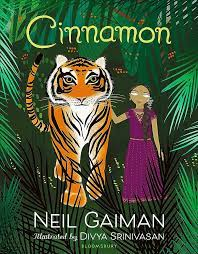 Cinnamon
NEIL GAIMAN
Illustrated by DIVYA SRINIVASAN
BLOOMSBURY